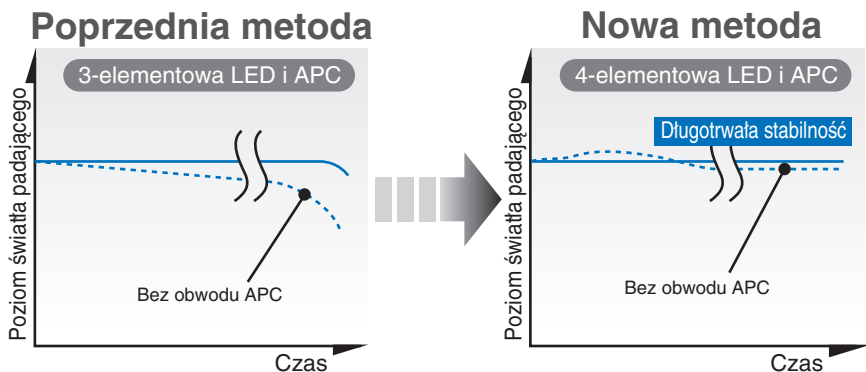 Poprzednia metoda
3-elementowa LED i APC
Poziom światła padającego
Bez obwodu APC
Czas
Nowa metoda
4-elementowa LED i APC
Długotrwała stabilność
Poziom światła padającego
Bez obwodu APC
Czas